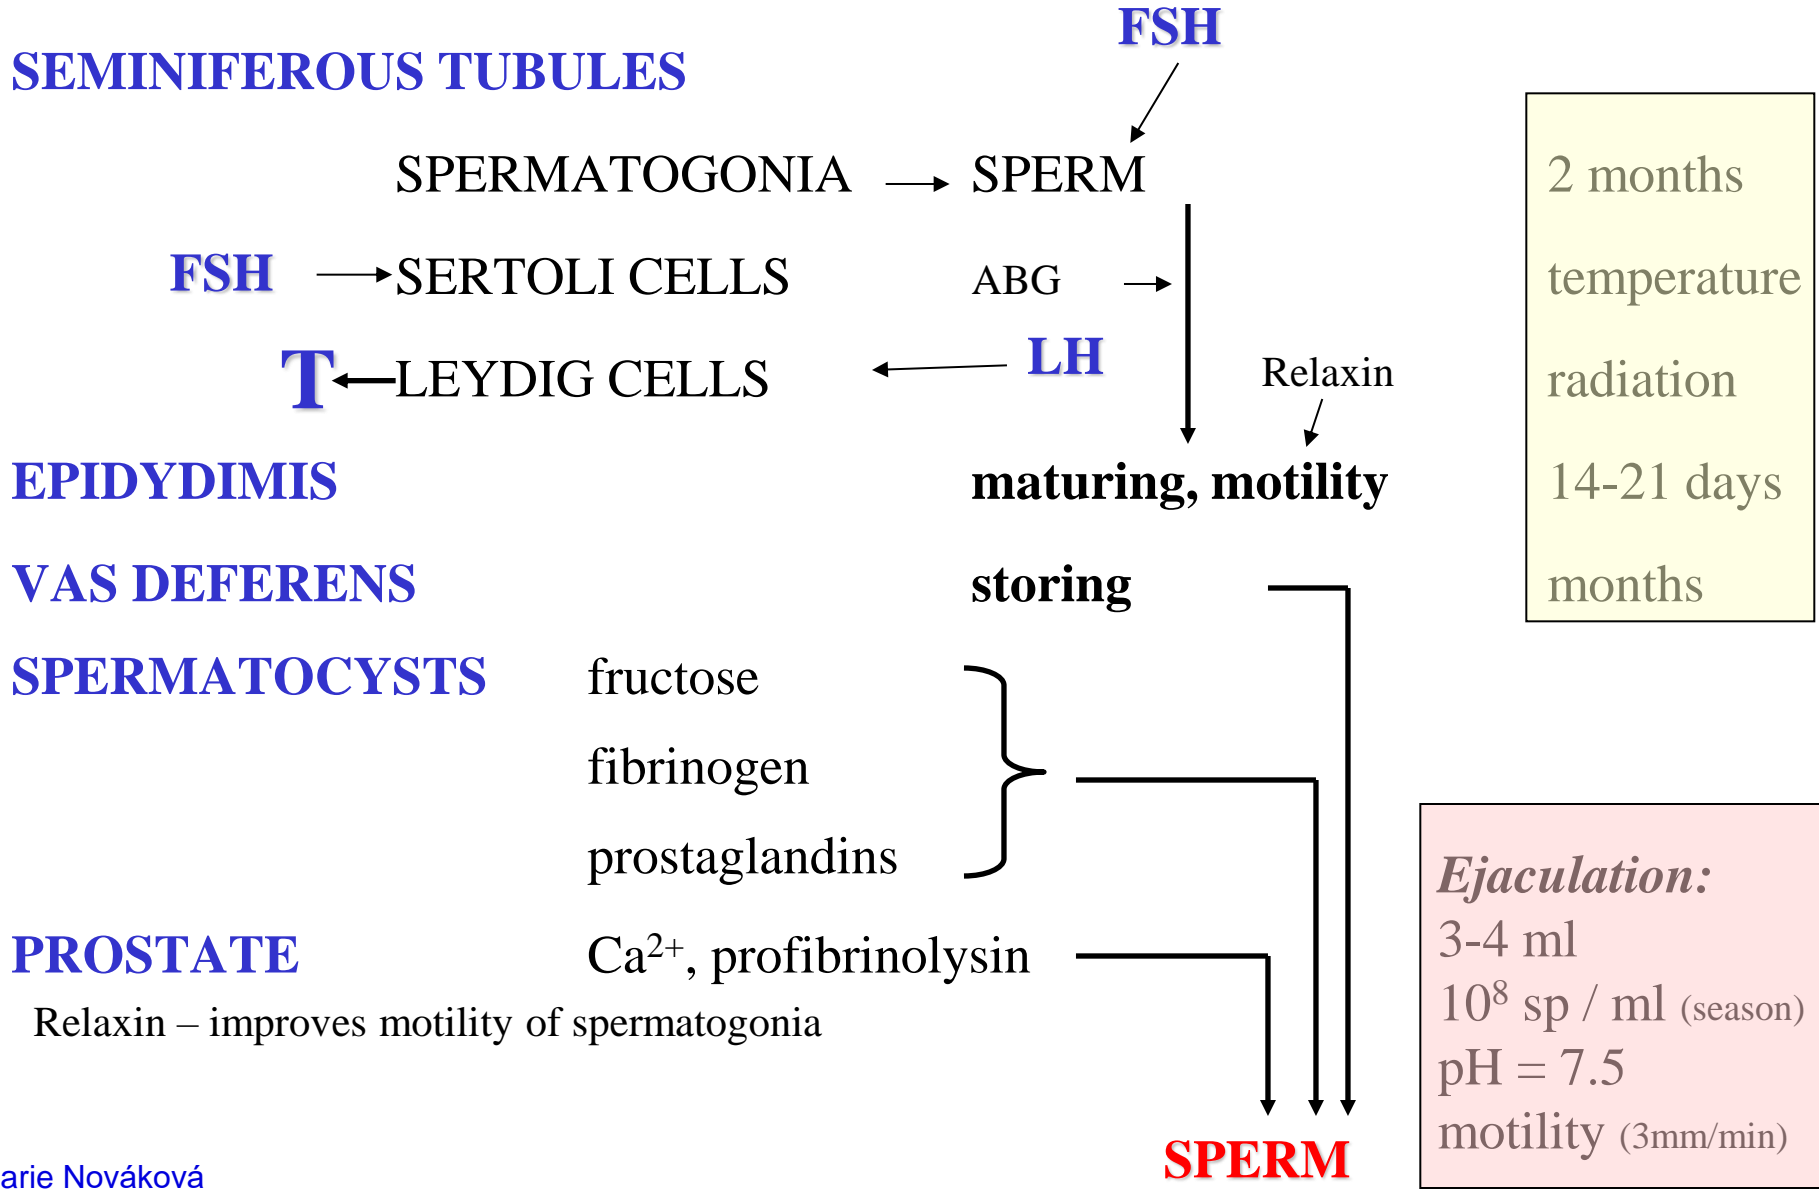 FSH
SEMINIFEROUS TUBULES
SPERMATOGONIA SPERM
FSH SERTOLI CELLS ABG
T LEYDIG CELLS LH
Relaxin
EPIDYDIMIS maturing, motility
VAS DEFERENS storing
SPERMATOCYSTS fructose
fibrinogen
prostaglandins
PROSTATE Ca²⁺, profibrinolysin
Relaxin – improves motility of spermatogonia
SPERM
2 months
temperature
radiation
14-21 days
months
Ejaculation:
3-4 ml
10⁸ sp / ml (season)
pH = 7.5
motility (3mm/min)
arie Nováková